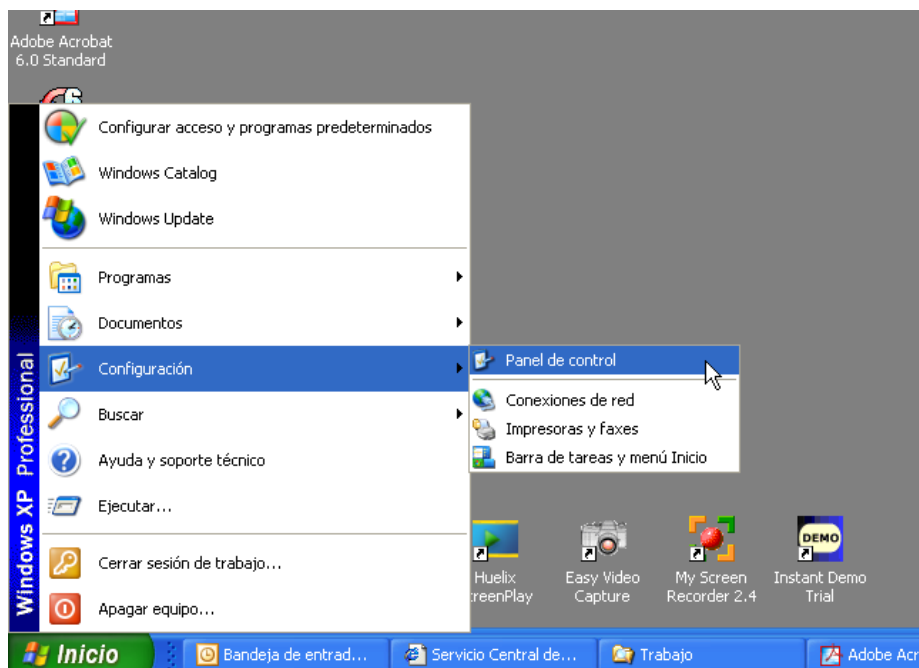 Adobe Acrobat
6.0 Standard
Windows XP Professional
Configurar acceso y programas predeterminados
Windows Catalog
Windows Update
Programas
Documentos
Configuración
Buscar
Ayuda y soporte técnico
Ejecutar...
Cerrar sesión de trabajo...
Apagar equipo...
Panel de control
Conexiones de red
Impresoras y faxes
Barra de tareas y menú Inicio
Huelix
reenPlay
Easy Video
Capture
My Screen
Recorder 2.4
DEMO
Instant Demo
Trial
Inicio
Bandeja de entrad...
Servicio Central de...
Trabajo
Adobe Acr